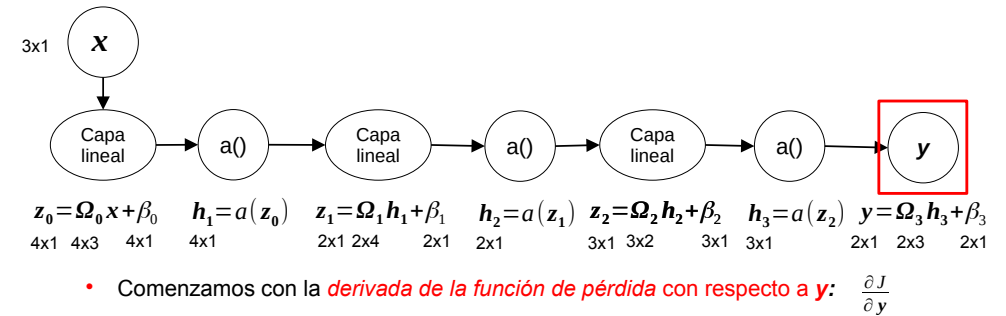 3x1
x
Capa lineal
a()
Capa lineal
a()
Capa lineal
a()
y
z₀=Ω₀x+β₀ h₁=a(z₀) z₁=Ω₁h₁+β₁ h₂=a(z₁) z₂=Ω₂h₂+β₂ h₃=a(z₂) y=Ω₃h₃+β₃
4x1 4x3 4x1 4x1 2x1 2x4 2x1 2x1 3x1 3x2 3x1 3x1 2x1 2x3 2x1
• Comenzamos con la derivada de la función de pérdida con respecto a y: ∂J/∂y